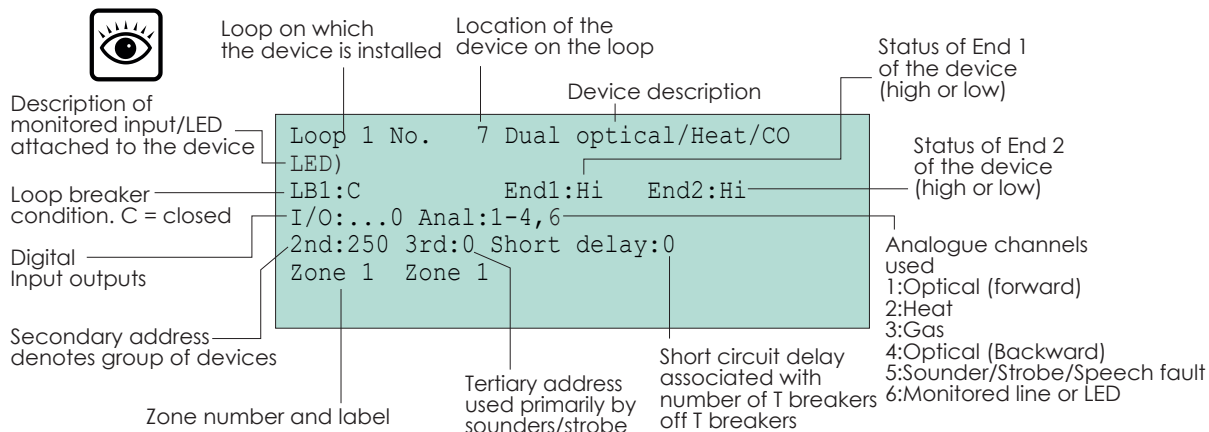 Loop on which
the device is installed
Location of the
device on the loop
Device description
Status of End 1
of the device
(high or low)
Description of
monitored input/LED
attached to the device
Loop breaker
condition. C = closed
Digital
Input outputs
Secondary address
denotes group of devices
Zone number and label
Loop 1 No. 7 Dual optical/Heat/CO
LED)
LB1:C End1:Hi End2:Hi
I/O:...0 Anal:1-4,6
2nd:250 3rd:0 Short delay:0
Zone 1 Zone 1
Status of End 2
of the device
(high or low)
Analogue channels
used
1:Optical (forward)
2:Heat
3:Gas
4:Optical (Backward)
5:Sounder/Strobe/Speech fault
6:Monitored line or LED
Tertiary address
used primarily by
sounders/strobe
Short circuit delay
associated with
number of T breakers
off T breakers